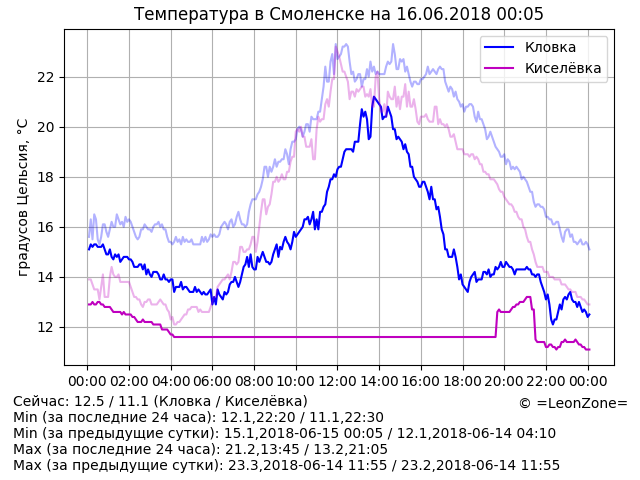 Температура в Смоленске на 16.06.2018 00:05
Кловка
Киселёвка
градусов Цельсия, °C
22
20
18
16
14
12
00:00 02:00 04:00 06:00 08:00 10:00 12:00 14:00 16:00 18:00 20:00 22:00 00:00
Сейчас: 12.5 / 11.1 (Кловка / Киселёвка)
© =LeonZone=
Min (за последние 24 часа): 12.1,22:20 / 11.1,22:30
Min (за предыдущие сутки): 15.1,2018-06-15 00:05 / 12.1,2018-06-14 04:10
Max (за последние 24 часа): 21.2,13:45 / 13.2,21:05
Max (за предыдущие сутки): 23.3,2018-06-14 11:55 / 23.2,2018-06-14 11:55